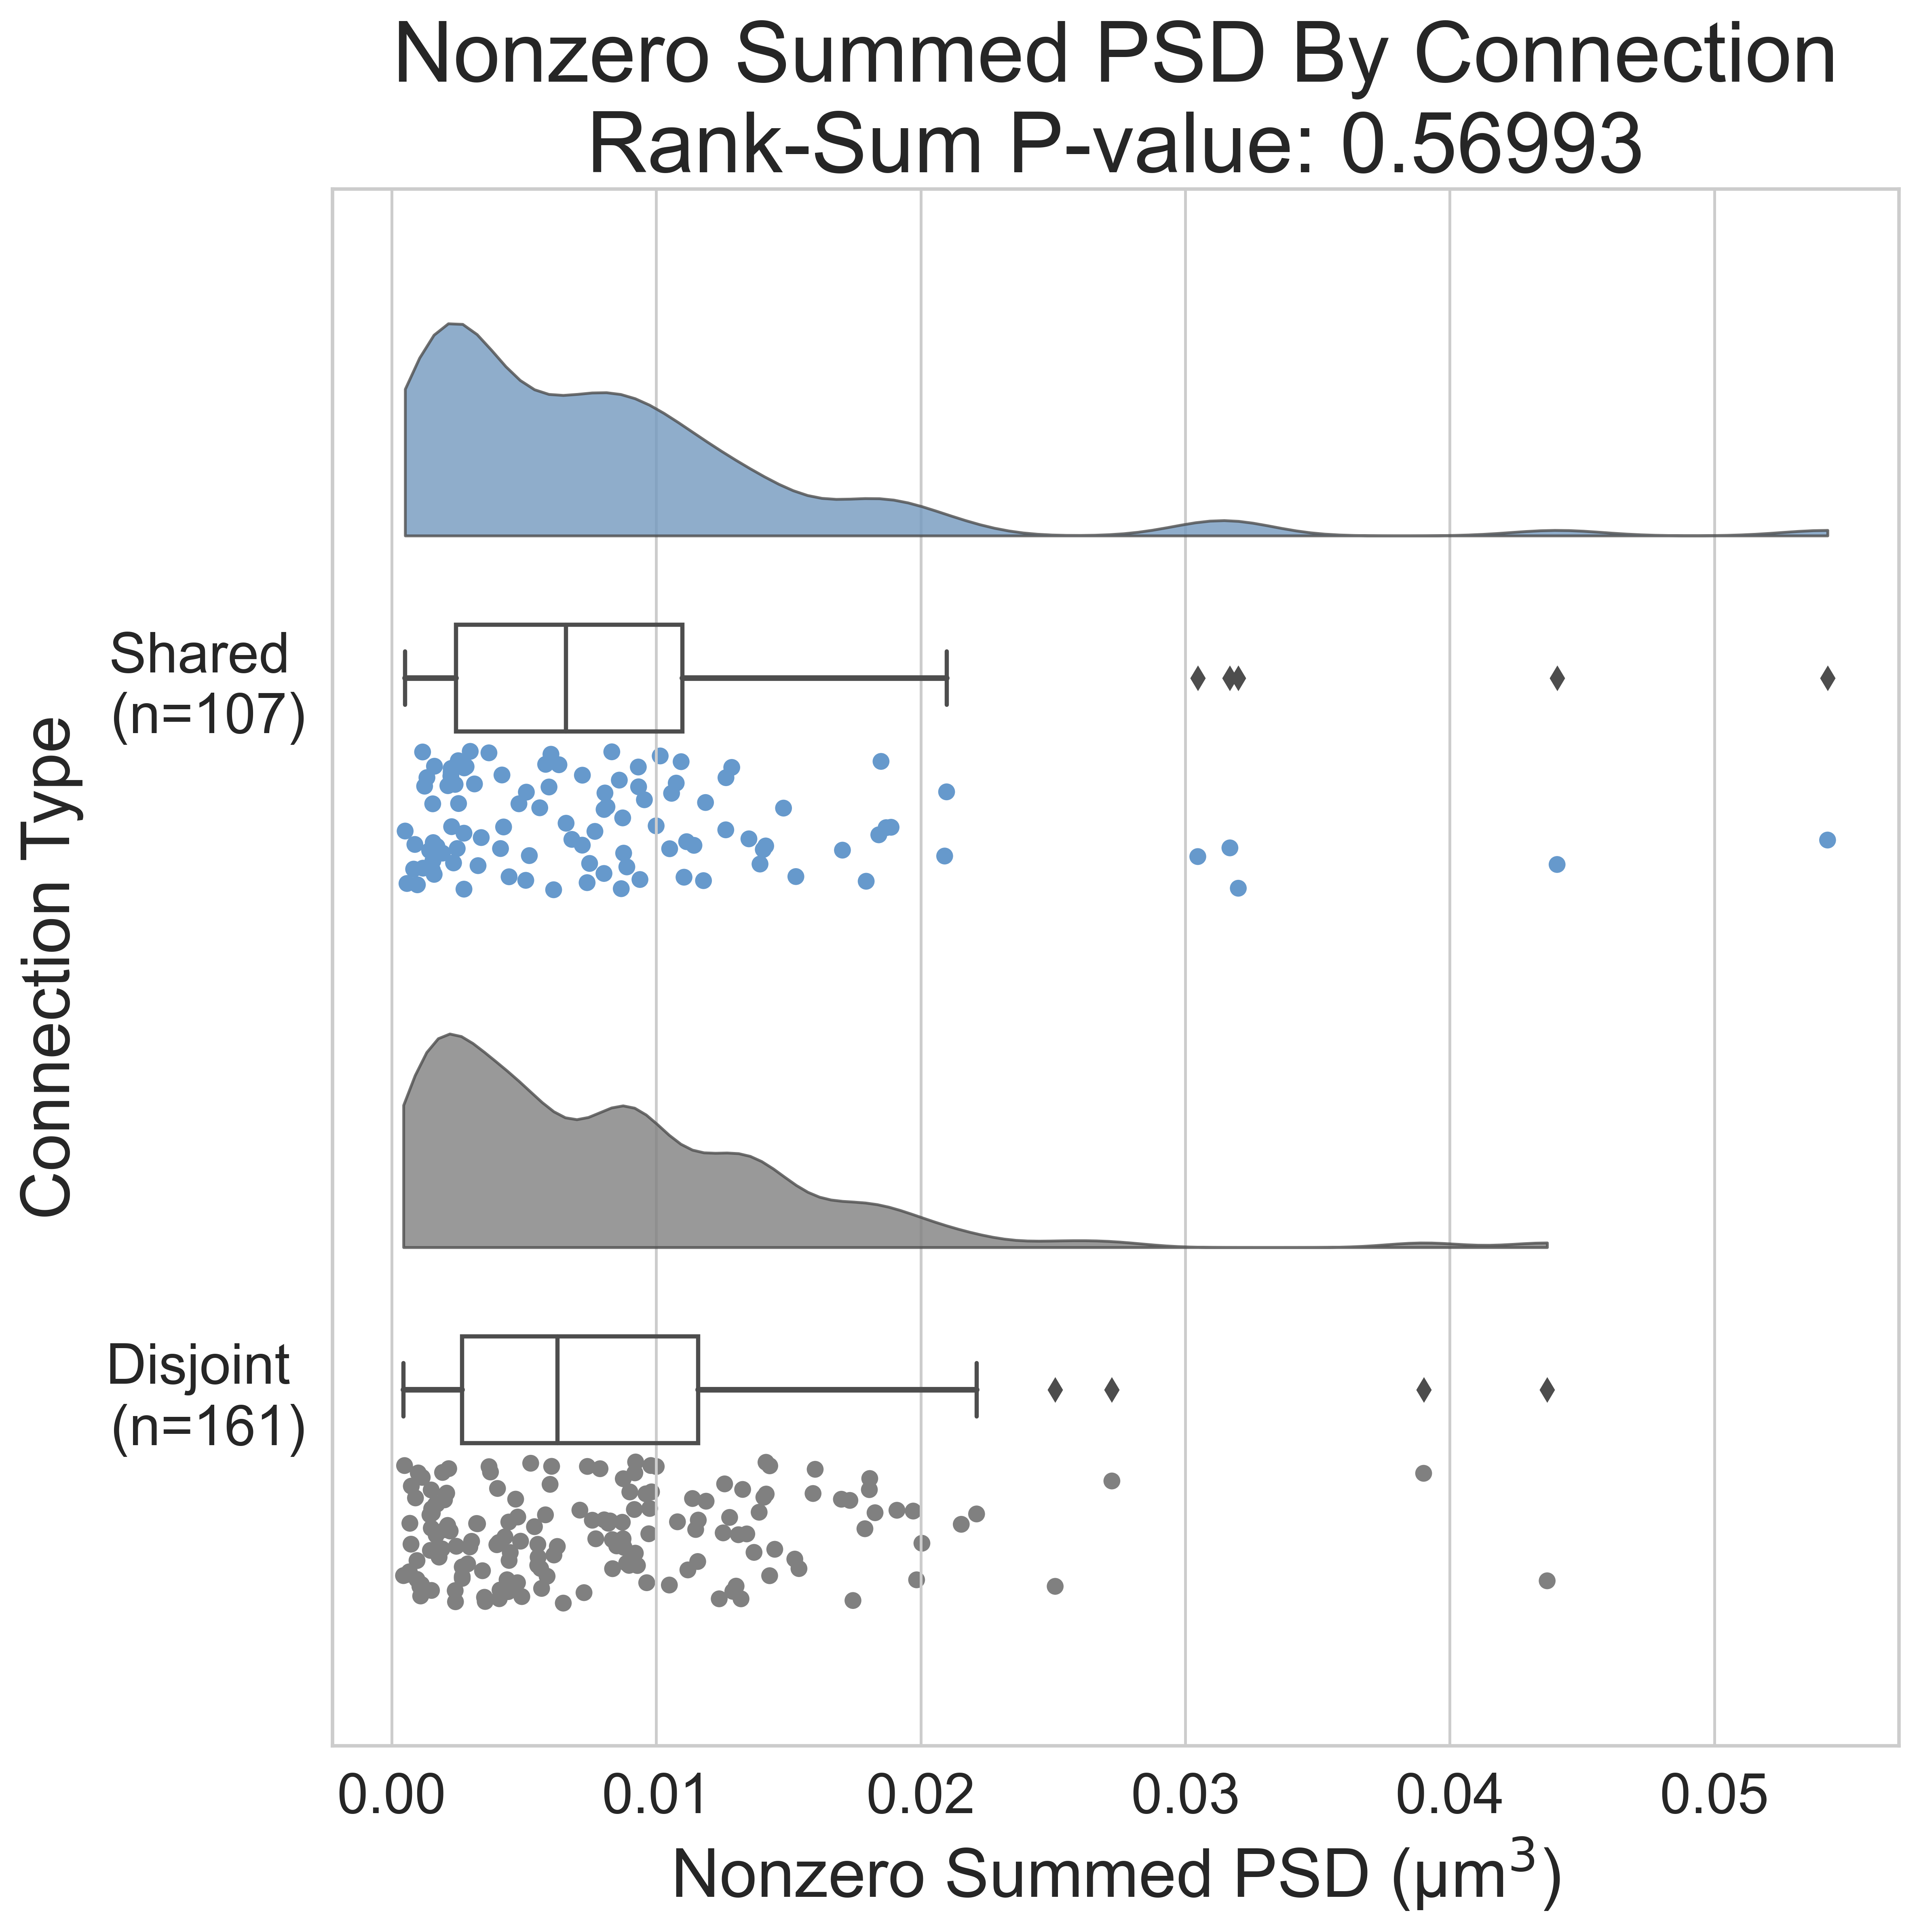 Nonzero Summed PSD By Connection
Rank-Sum P-value: 0.56993
Connection Type
Shared
(n=107)
Disjoint
(n=161)
0.00 0.01 0.02 0.03 0.04 0.05
Nonzero Summed PSD (μm³)